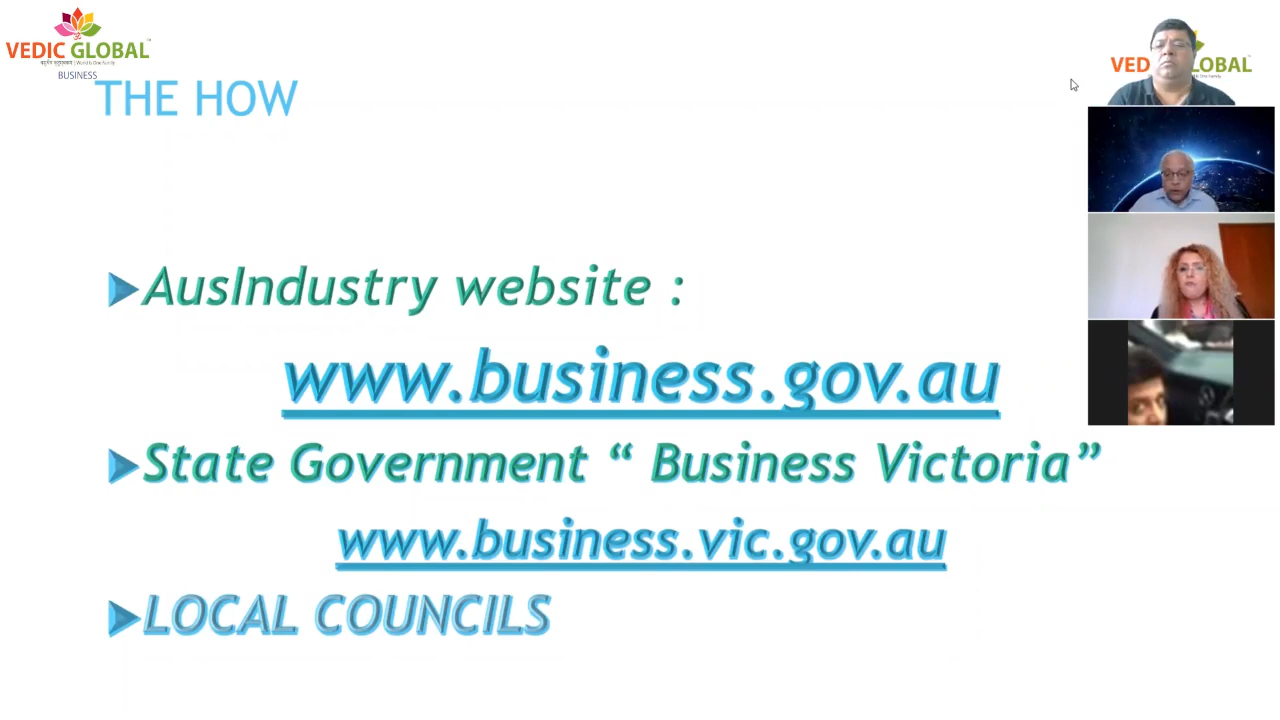 VEDIC GLOBAL
BUSINESS
THE HOW
AusIndustry website :
www.business.gov.au
State Government “ Business Victoria”
www.business.vic.gov.au
LOCAL COUNCILS